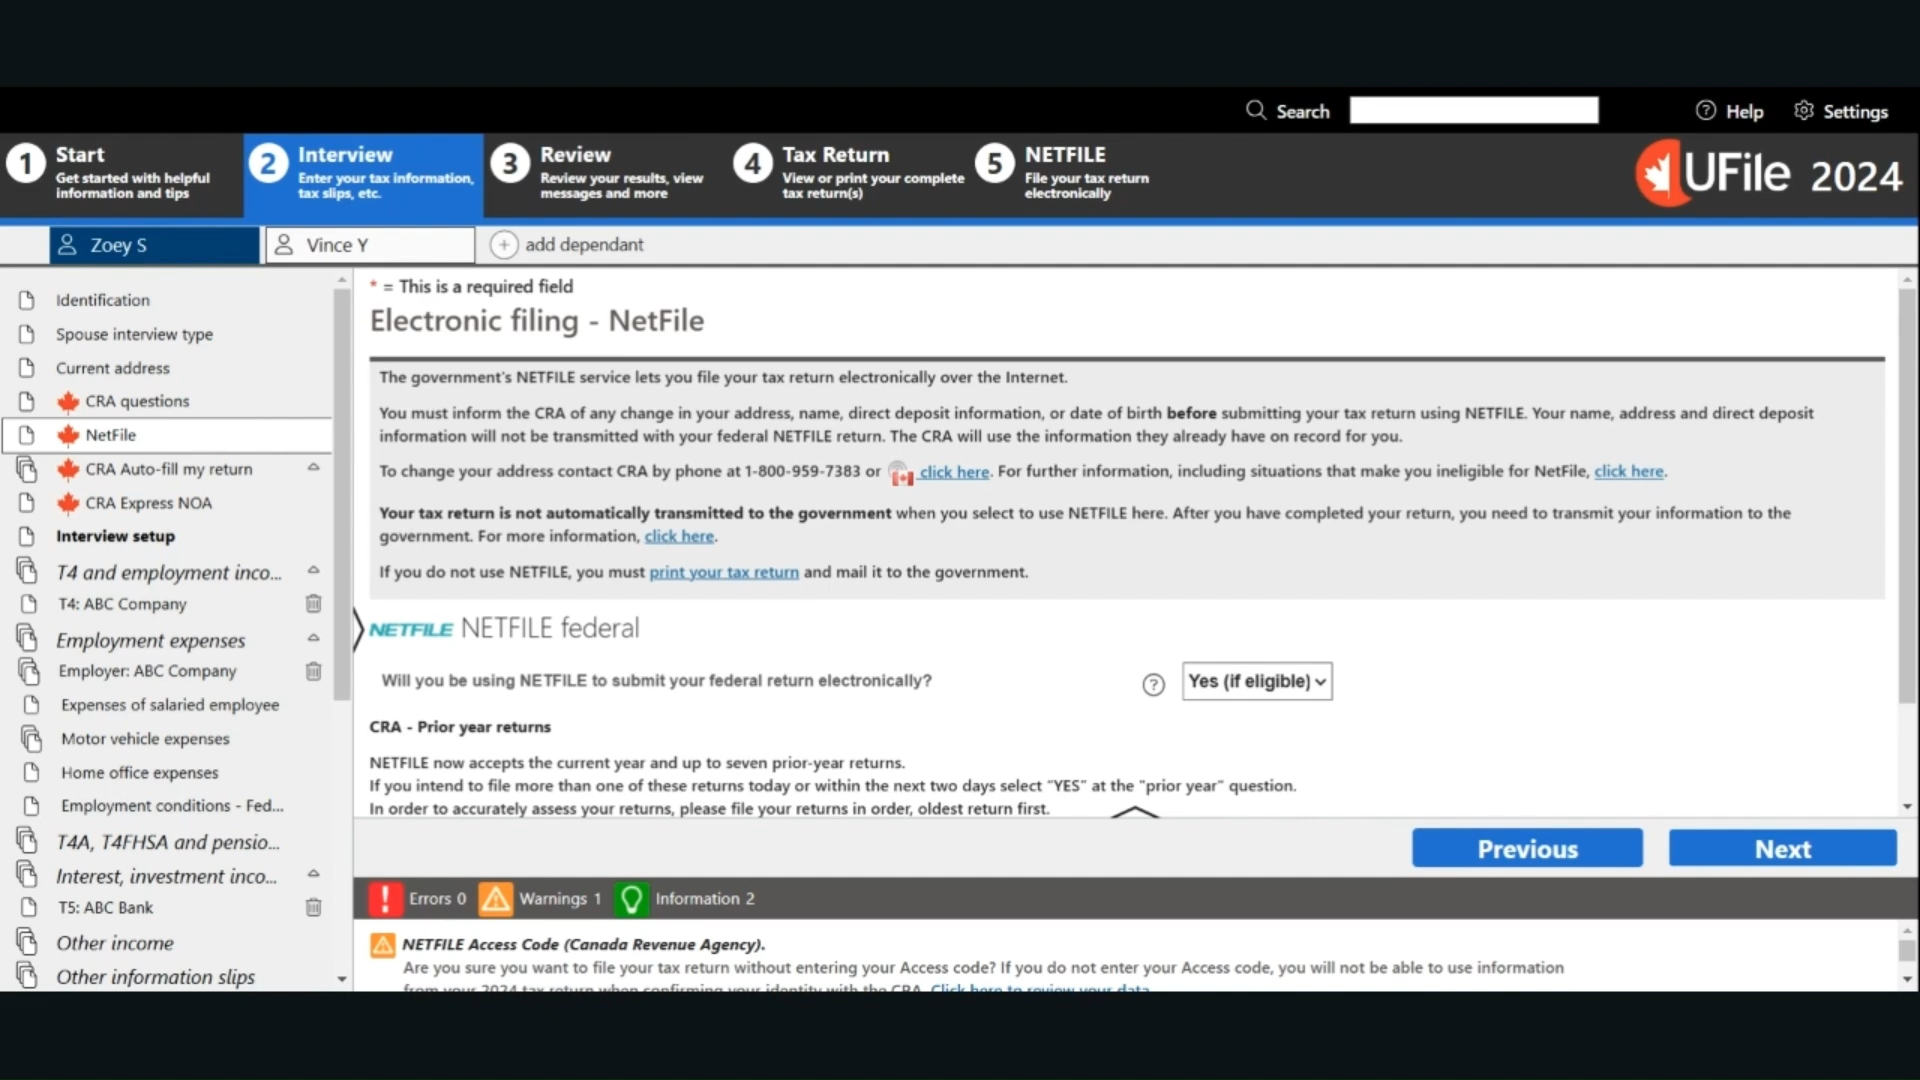 Search
Help
Settings
1 Start
Get started with helpful
information and tips
2 Interview
Enter your tax information,
tax slips, etc.
3 Review
Review your results, view
messages and more
4 Tax Return
View or print your complete
tax return(s)
5 NETFILE
File your tax return
electronically
UFile 2024
Zoey S
Vince Y
add dependant
Identification
Spouse interview type
Current address
CRA questions
NetFile
CRA Auto-fill my return
CRA Express NOA
Interview setup
T4 and employment inco...
T4: ABC Company
Employment expenses
Employer: ABC Company
Expenses of salaried employee
Motor vehicle expenses
Home office expenses
Employment conditions - Fed...
T4A, T4FHSA and pensio...
Interest, investment inco...
T5: ABC Bank
Other income
Other information slips
* = This is a required field
Electronic filing - NetFile
The government's NETFILE service lets you file your tax return electronically over the Internet.
You must inform the CRA of any change in your address, name, direct deposit information, or date of birth before submitting your tax return using NETFILE. Your name, address and direct deposit
information will not be transmitted with your federal NETFILE return. The CRA will use the information they already have on record for you.
To change your address contact CRA by phone at 1-800-959-7383 or click here. For further information, including situations that make you ineligible for NetFile, click here.
Your tax return is not automatically transmitted to the government when you select to use NETFILE here. After you have completed your return, you need to transmit your information to the
government. For more information, click here.
If you do not use NETFILE, you must print your tax return and mail it to the government.
NETFILE NETFILE federal
Will you be using NETFILE to submit your federal return electronically? ? Yes (if eligible)
CRA - Prior year returns
NETFILE now accepts the current year and up to seven prior-year returns.
If you intend to file more than one of these returns today or within the next two days select "YES" at the "prior year" question.
In order to accurately assess your returns, please file your returns in order, oldest return first.
Previous
Next
Errors 0
Warnings 1
Information 2
NETFILE Access Code (Canada Revenue Agency).
Are you sure you want to file your tax return without entering your Access code? If you do not enter your Access code, you will not be able to use information
from your 2024 tax return when confirming your identity with the CRA. Click here to review your data.